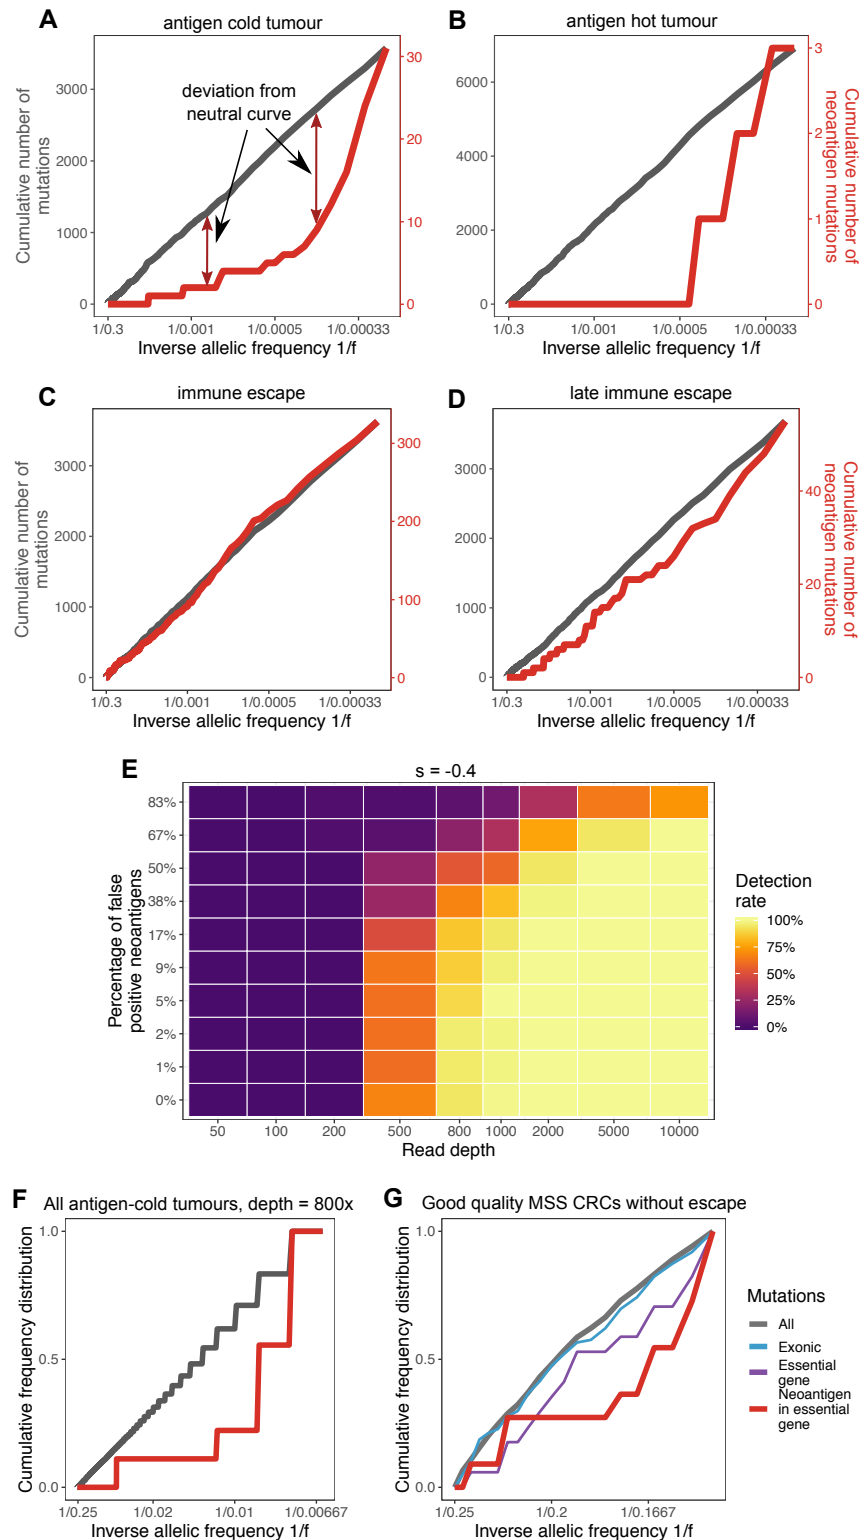 A
antigen cold tumour
Cumulative number of
mutations
3000
2000
1000
0
deviation from
neutral curve
30
20
10
0
1/0.3
1/0.001
1/0.0005
1/0.00033
Inverse allelic frequency 1/f
B
antigen hot tumour
6000
4000
2000
0
3
2
1
0
Cumulative number of
neoantigen mutations
1/0.3
1/0.001
1/0.0005
1/0.00033
Inverse allelic frequency 1/f
C
immune escape
Cumulative number of
mutations
3000
2000
1000
0
300
200
100
0
1/0.3
1/0.001
1/0.0005
1/0.00033
Inverse allelic frequency 1/f
D
late immune escape
3000
2000
1000
0
40
20
0
Cumulative number of
neoantigen mutations
1/0.3
1/0.001
1/0.0005
1/0.00033
Inverse allelic frequency 1/f
E
s = -0.4
Percentage of false
positive neoantigens
83%
67%
50%
38%
17%
9%
5%
2%
1%
0%
50
100
200
500
800
1000
2000
5000
10000
Read depth
Detection
rate
100%
75%
50%
25%
0%
F
All antigen-cold tumours, depth = 800x
Cumulative frequency distribution
1.0
0.5
0.0
1/0.25
1/0.02
1/0.01
1/0.00667
Inverse allelic frequency 1/f
G
Good quality MSS CRCs without escape
Cumulative frequency distribution
1.0
0.5
0.0
1/0.25
1/0.2
1/0.1667
Inverse allelic frequency 1/f
Mutations
All
Exonic
Essential
gene
Neoantigen
in essential
gene